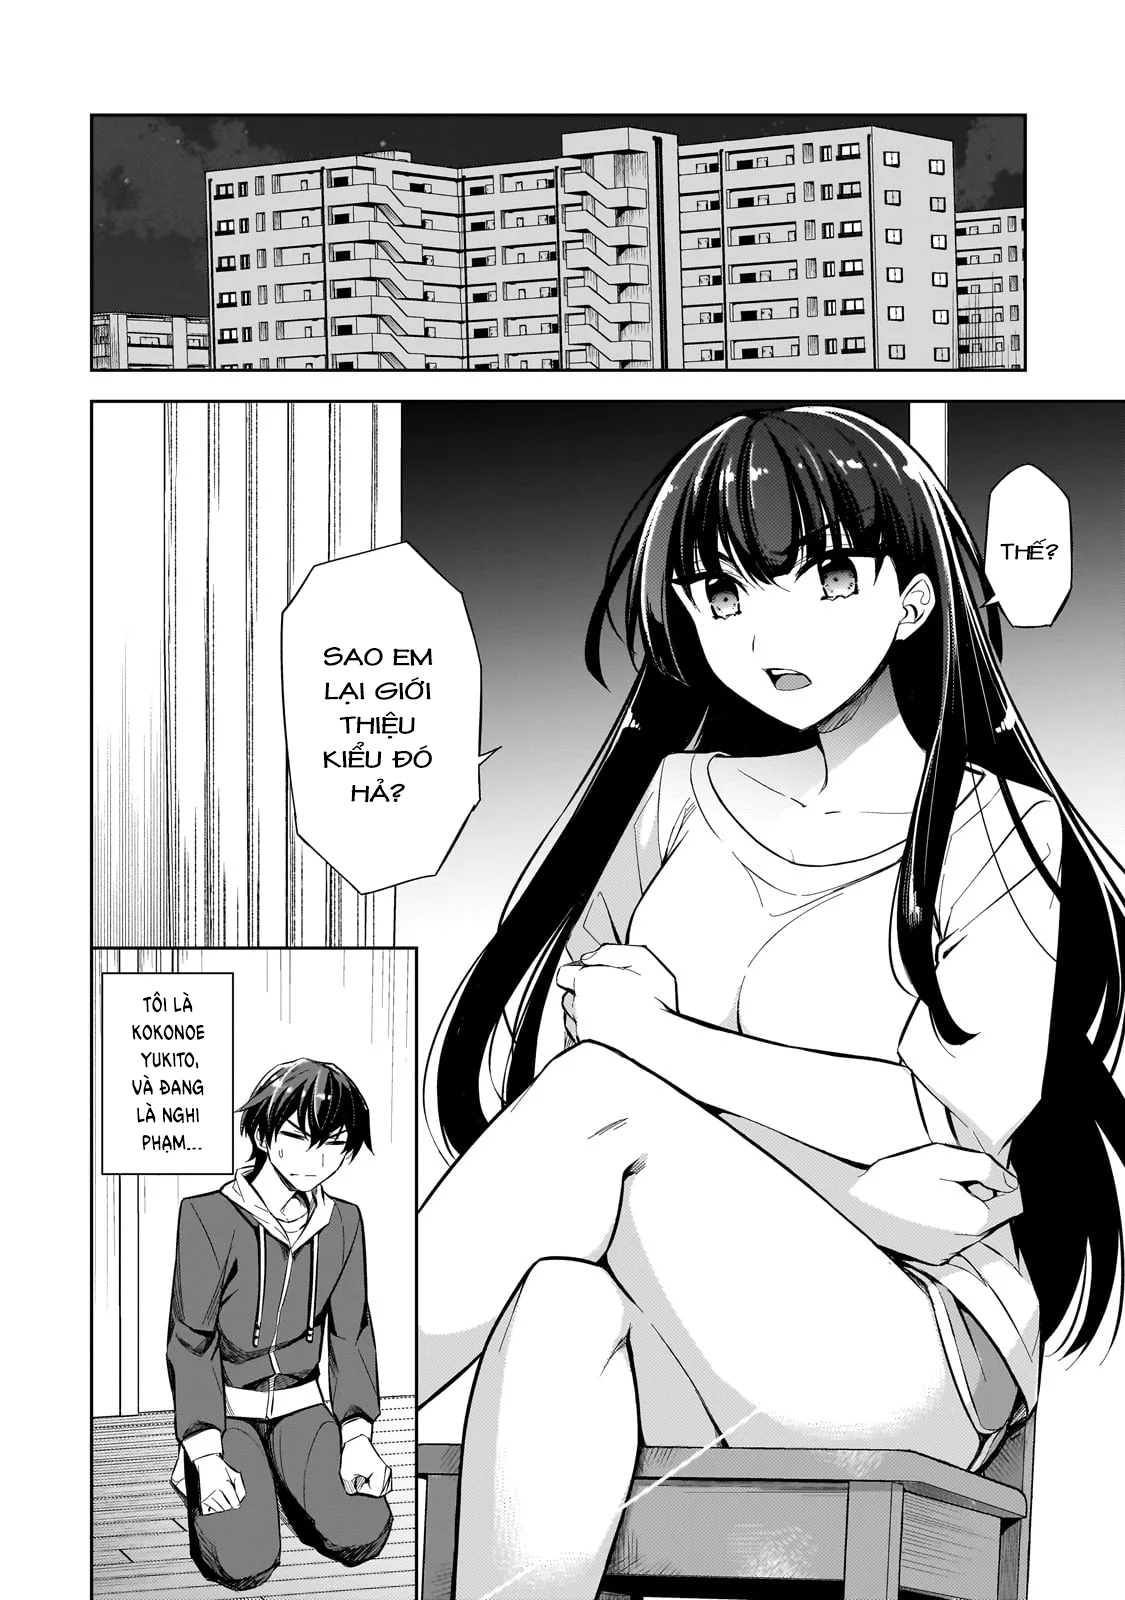 THẾ?
SAO EM
LẠI GIỚI
THIỆU
KIỂU ĐÓ
HẢ?
TÔI LÀ
KOKONOE
YUKITO,
VÀ ĐANG
LÀ NGHI
PHẠM...